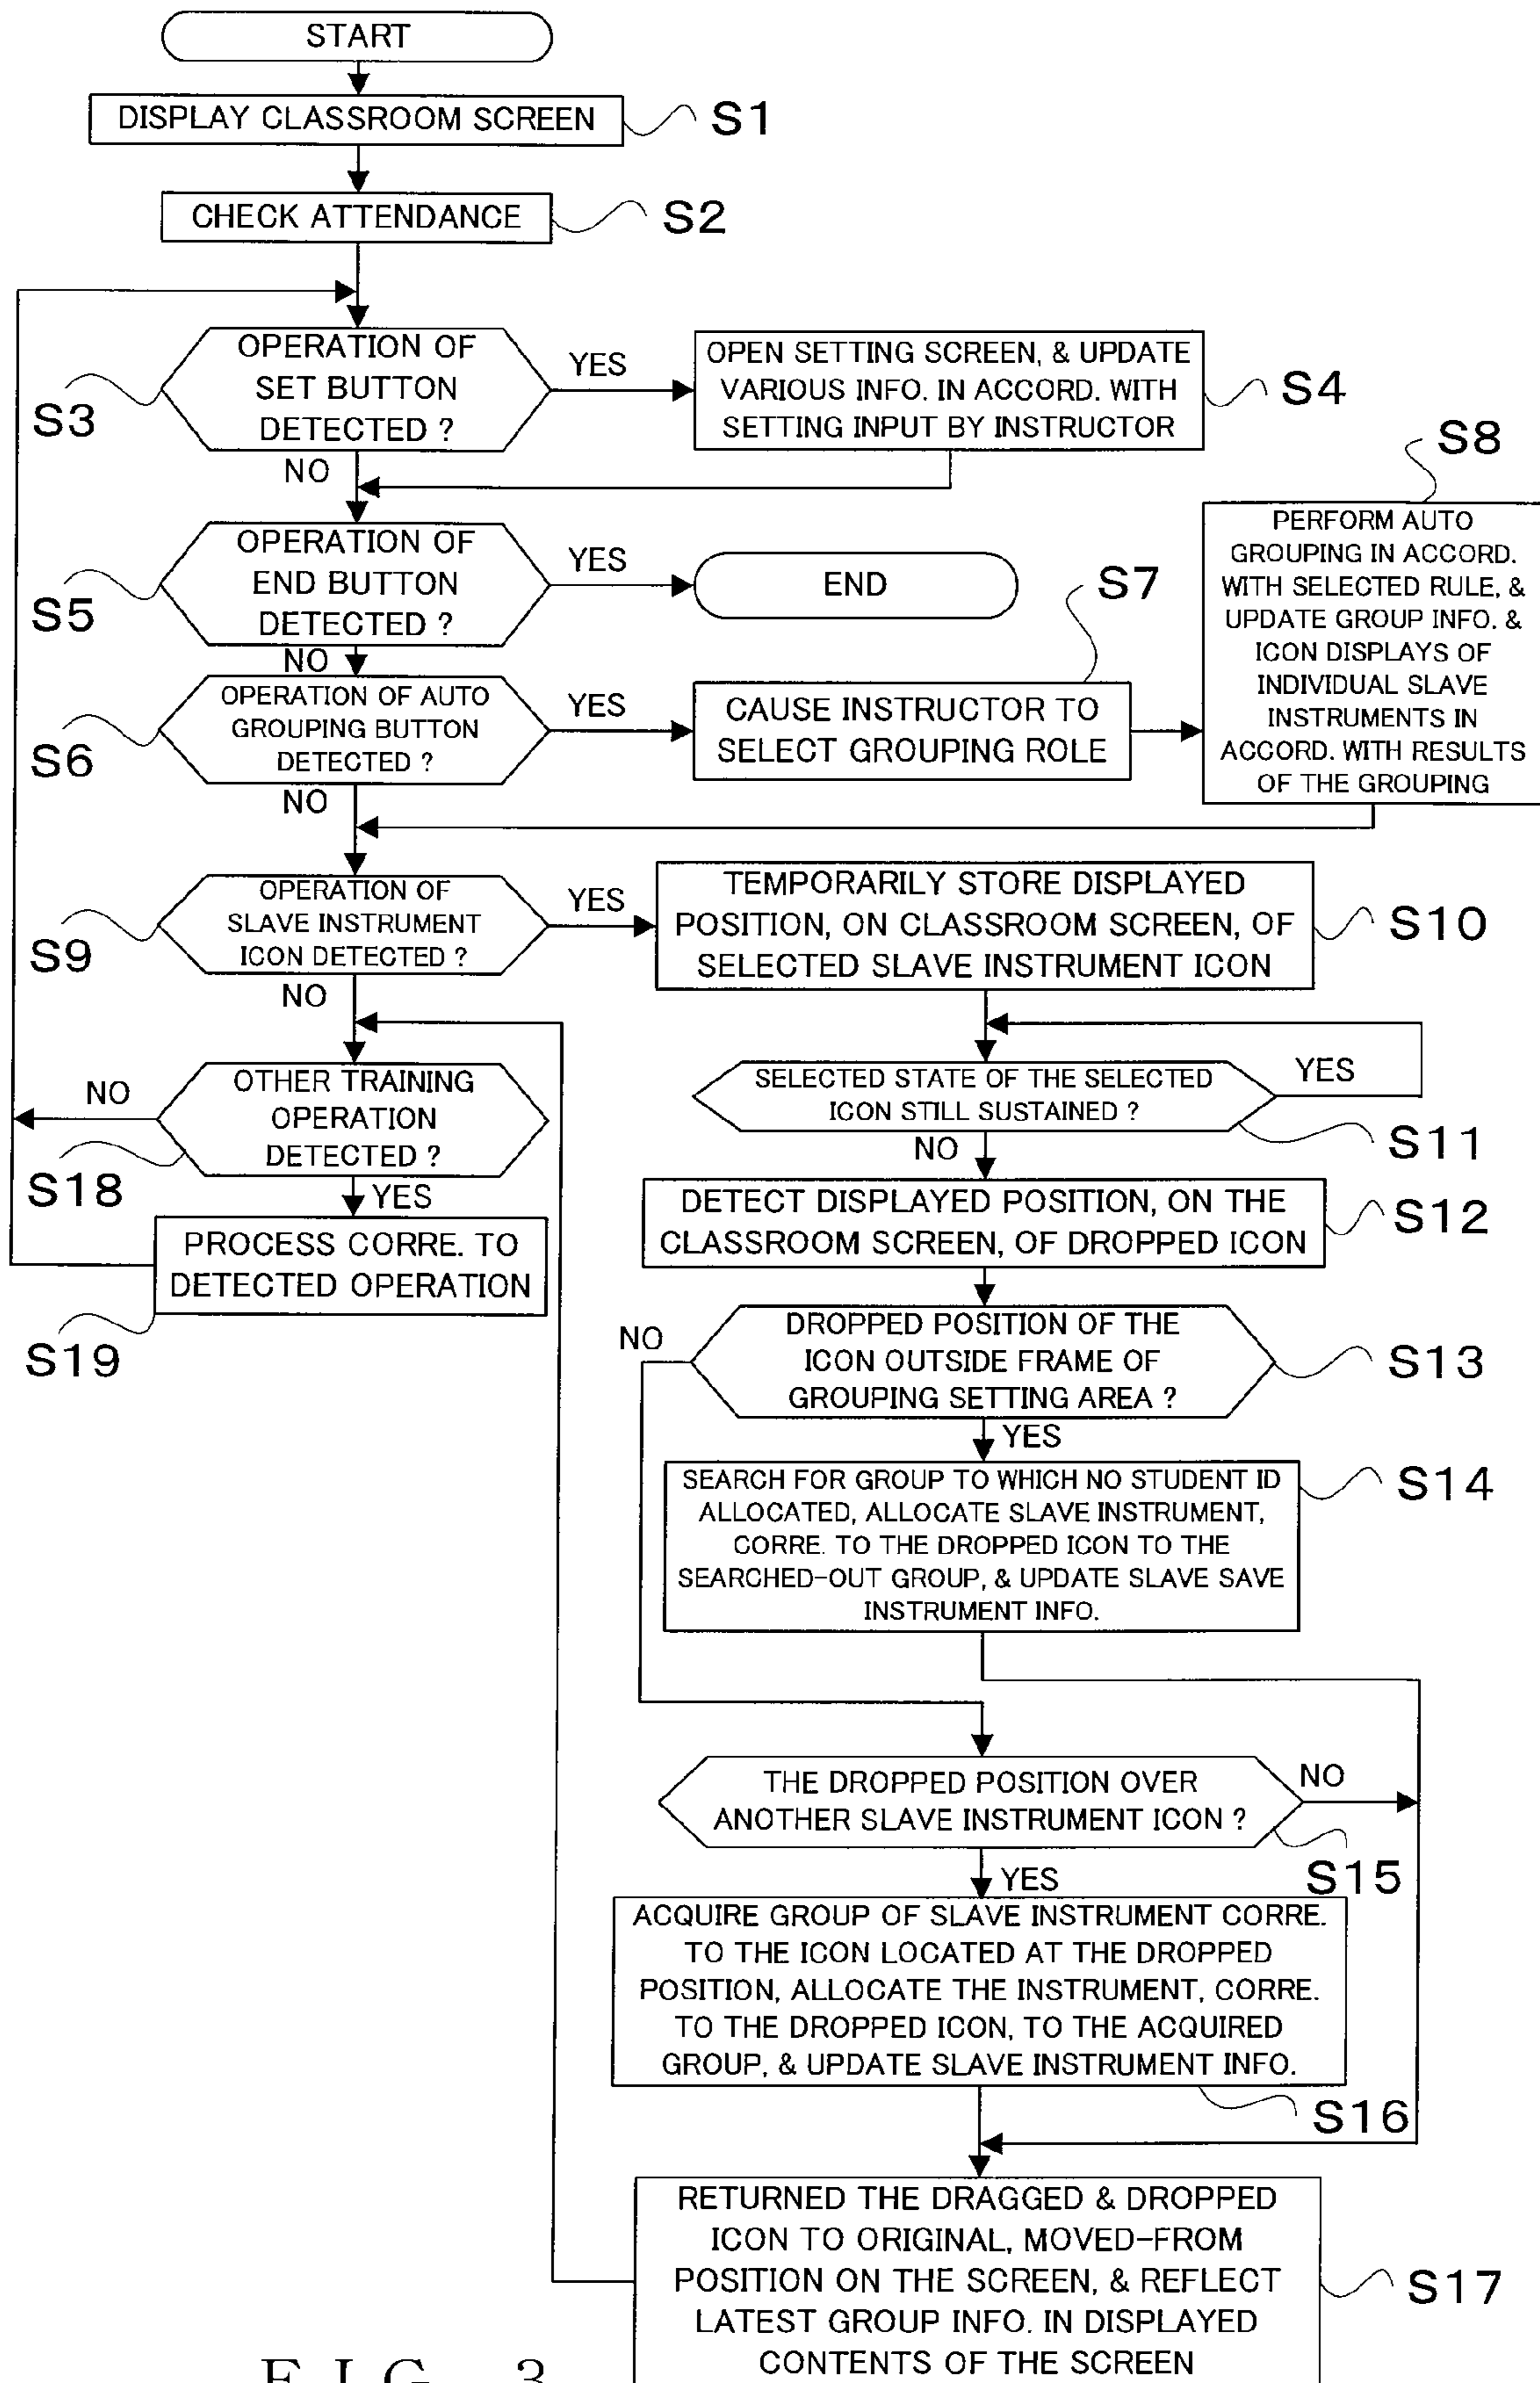 START
DISPLAY CLASSROOM SCREEN
S1
CHECK ATTENDANCE
S2
OPERATION OF
SET BUTTON
DETECTED ?
S3
YES
NO
OPEN SETTING SCREEN, & UPDATE
VARIOUS INFO. IN ACCORD. WITH
SETTING INPUT BY INSTRUCTOR
S4
OPERATION OF
END BUTTON
DETECTED ?
S5
YES
NO
END
OPERATION OF AUTO
GROUPING BUTTON
DETECTED ?
S6
YES
NO
CAUSE INSTRUCTOR TO
SELECT GROUPING ROLE
S7
S8
PERFORM AUTO
GROUPING IN ACCORD.
WITH SELECTED RULE, &
UPDATE GROUP INFO. &
ICON DISPLAYS OF
INDIVIDUAL SLAVE
INSTRUMENTS IN
ACCORD. WITH RESULTS
OF THE GROUPING
OPERATION OF
SLAVE INSTRUMENT
ICON DETECTED ?
S9
YES
NO
TEMPORARILY STORE DISPLAYED
POSITION, ON CLASSROOM SCREEN, OF
SELECTED SLAVE INSTRUMENT ICON
S10
SELECTED STATE OF THE SELECTED
ICON STILL SUSTAINED ?
YES
S11
NO
DETECT DISPLAYED POSITION, ON THE
CLASSROOM SCREEN, OF DROPPED ICON
S12
DROPPED POSITION OF THE
ICON OUTSIDE FRAME OF
GROUPING SETTING AREA ?
NO
S13
YES
SEARCH FOR GROUP TO WHICH NO STUDENT ID
ALLOCATED, ALLOCATE SLAVE INSTRUMENT,
CORRE. TO THE DROPPED ICON TO THE
SEARCHED-OUT GROUP, & UPDATE SLAVE SAVE
INSTRUMENT INFO.
S14
THE DROPPED POSITION OVER
ANOTHER SLAVE INSTRUMENT ICON ?
NO
S15
YES
ACQUIRE GROUP OF SLAVE INSTRUMENT CORRE.
TO THE ICON LOCATED AT THE DROPPED
POSITION, ALLOCATE THE INSTRUMENT, CORRE.
TO THE DROPPED ICON, TO THE ACQUIRED
GROUP, & UPDATE SLAVE INSTRUMENT INFO.
S16
RETURNED THE DRAGGED & DROPPED
ICON TO ORIGINAL, MOVED-FROM
POSITION ON THE SCREEN, & REFLECT
LATEST GROUP INFO. IN DISPLAYED
CONTENTS OF THE SCREEN
S17
OTHER TRAINING
OPERATION
DETECTED ?
NO
S18
YES
PROCESS CORRE. TO
DETECTED OPERATION
S19
FIG. 3